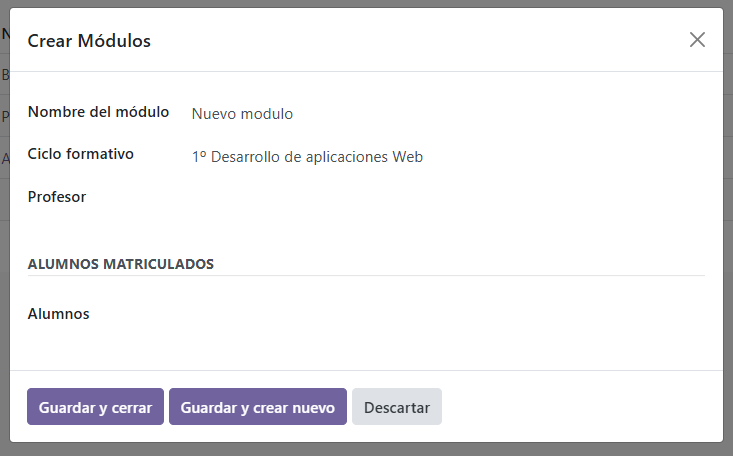 Crear Módulos
Nombre del módulo Nuevo modulo
Ciclo formativo 1º Desarrollo de aplicaciones Web
Profesor
ALUMNOS MATRICULADOS
Alumnos
Guardar y cerrar Guardar y crear nuevo Descartar